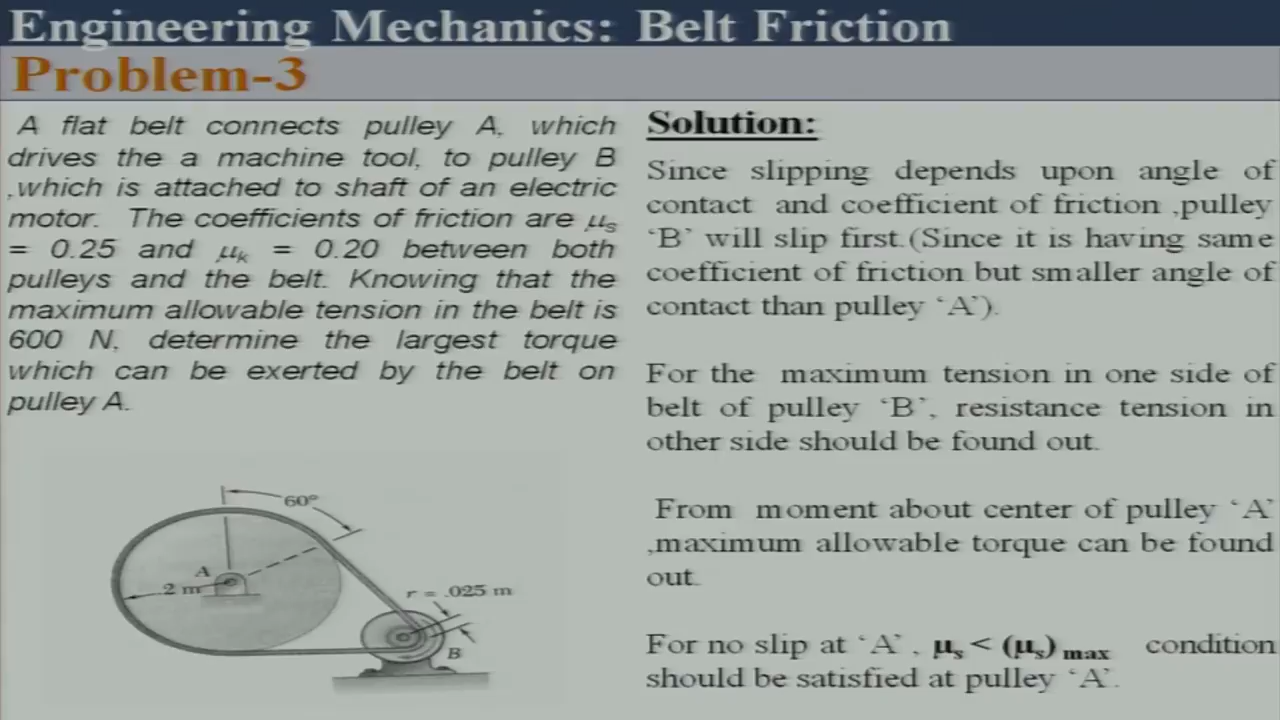 Engineering Mechanics: Belt Friction
Problem-3
A flat belt connects pulley A, which
drives the a machine tool, to pulley B
,which is attached to shaft of an electric
motor. The coefficients of friction are μs
= 0.25 and μk = 0.20 between both
pulleys and the belt. Knowing that the
maximum allowable tension in the belt is
600 N, determine the largest torque
which can be exerted by the belt on
pulley A.
60°
A
2 m
r = .025 m
B
Solution:
Since slipping depends upon angle of
contact and coefficient of friction ,pulley
‘B’ will slip first.(Since it is having same
coefficient of friction but smaller angle of
contact than pulley ‘A’).
For the maximum tension in one side of
belt of pulley ‘B’, resistance tension in
other side should be found out.
From moment about center of pulley ‘A’
,maximum allowable torque can be found
out.
For no slip at ‘A’ , μs < (μs) max condition
should be satisfied at pulley ‘A’.